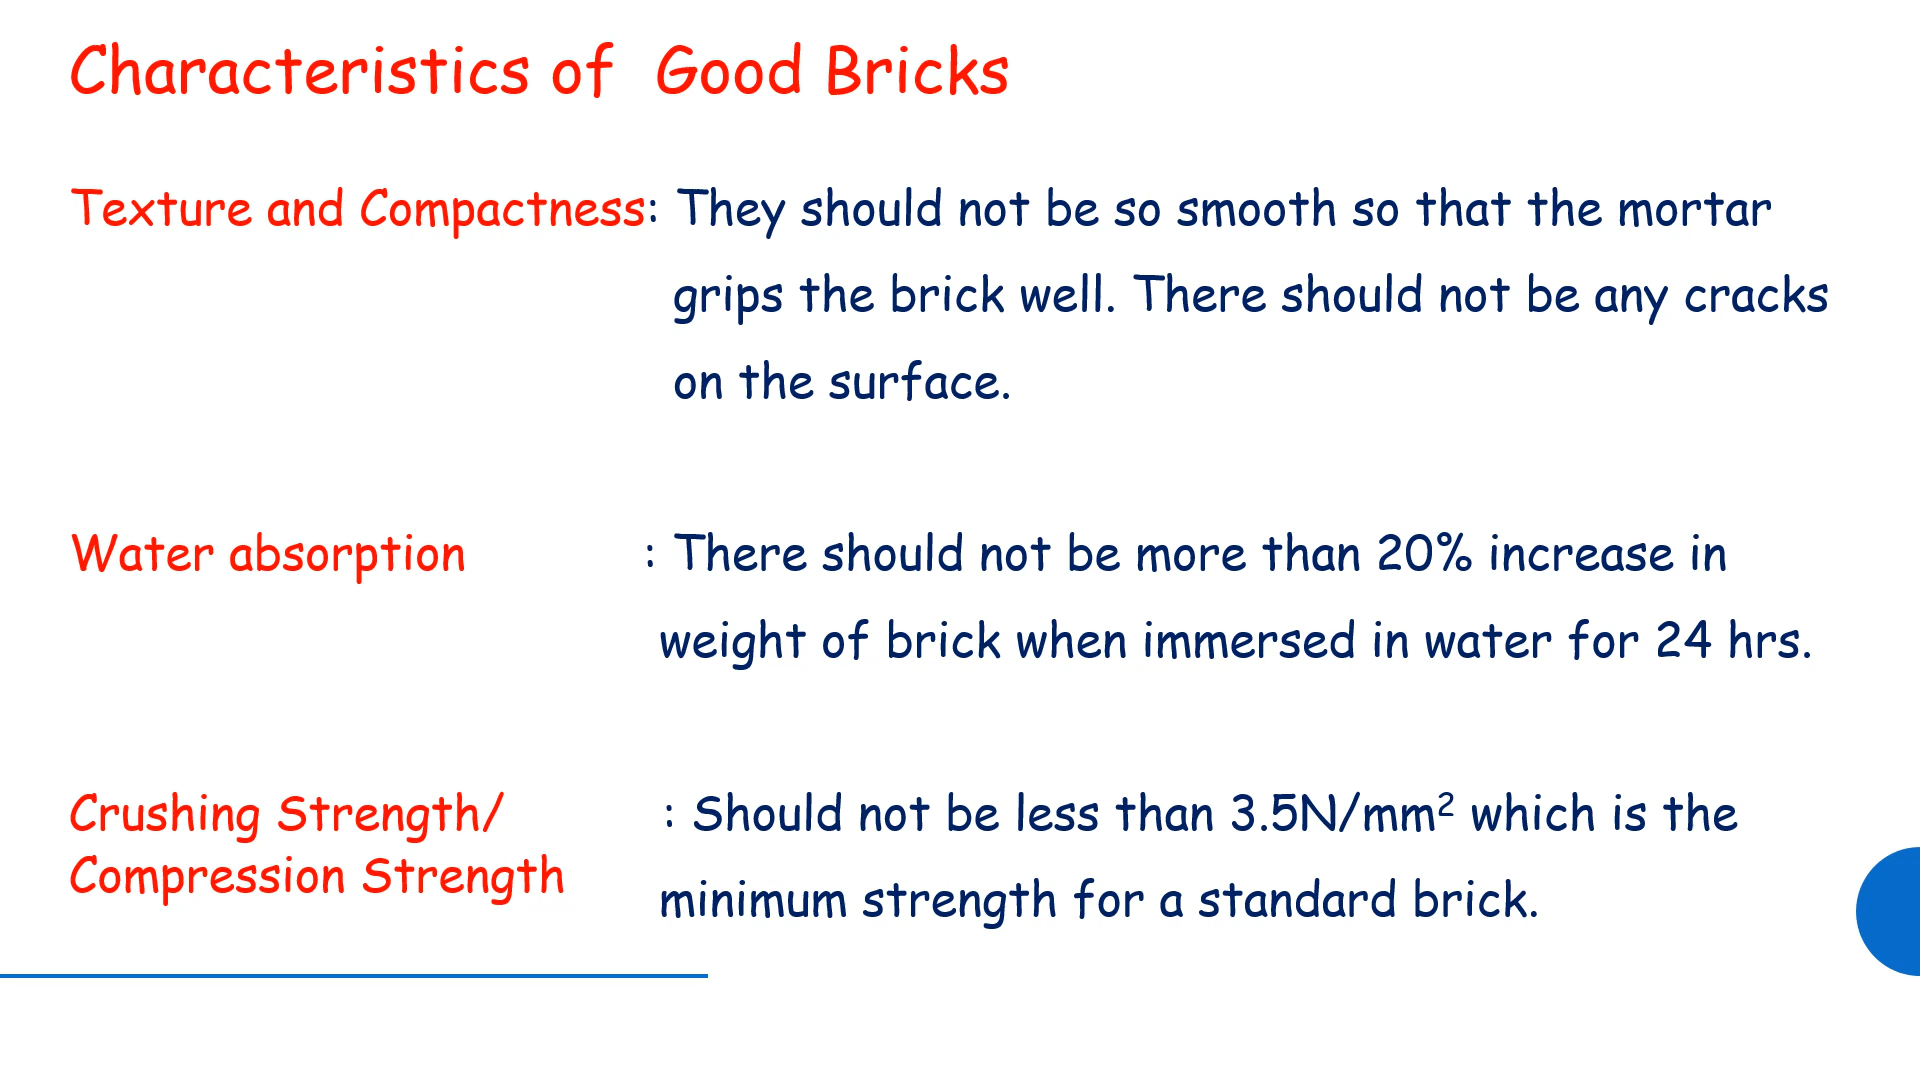 Characteristics of Good Bricks
Texture and Compactness: They should not be so smooth so that the mortar
grips the brick well. There should not be any cracks
on the surface.
Water absorption : There should not be more than 20% increase in
weight of brick when immersed in water for 24 hrs.
Crushing Strength/ : Should not be less than 3.5N/mm² which is the
Compression Strength minimum strength for a standard brick.